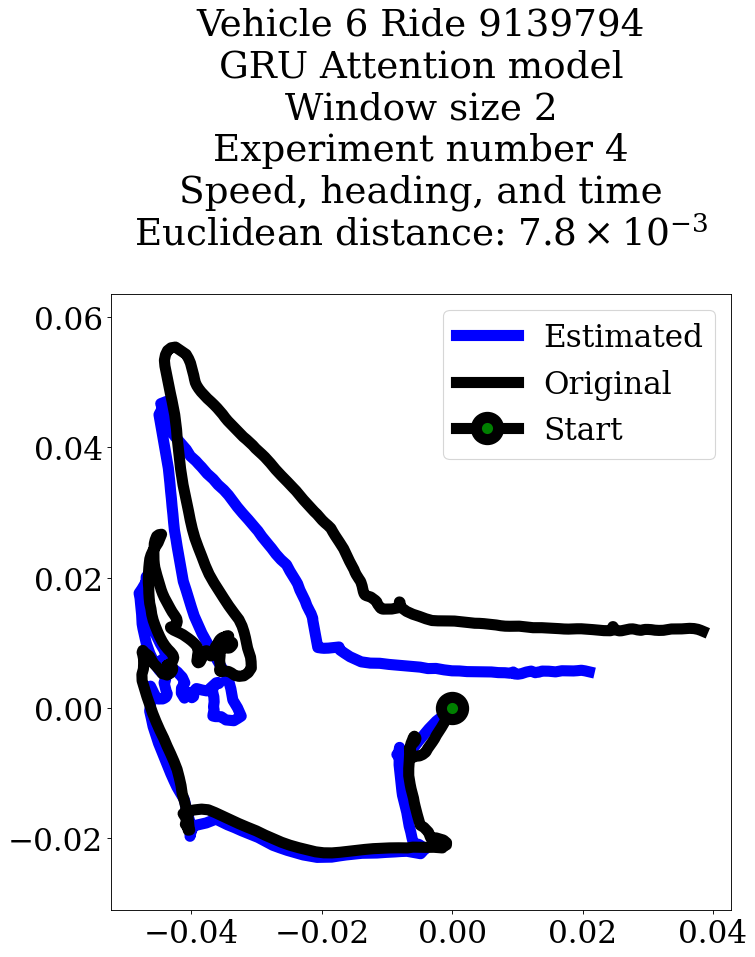 Vehicle 6 Ride 9139794
GRU Attention model
Window size 2
Experiment number 4
Speed, heading, and time
Euclidean distance: 7.8 × 10⁻³
Estimated
Original
Start
0.06
0.04
0.02
0.00
−0.02
−0.04 −0.02 0.00 0.02 0.04